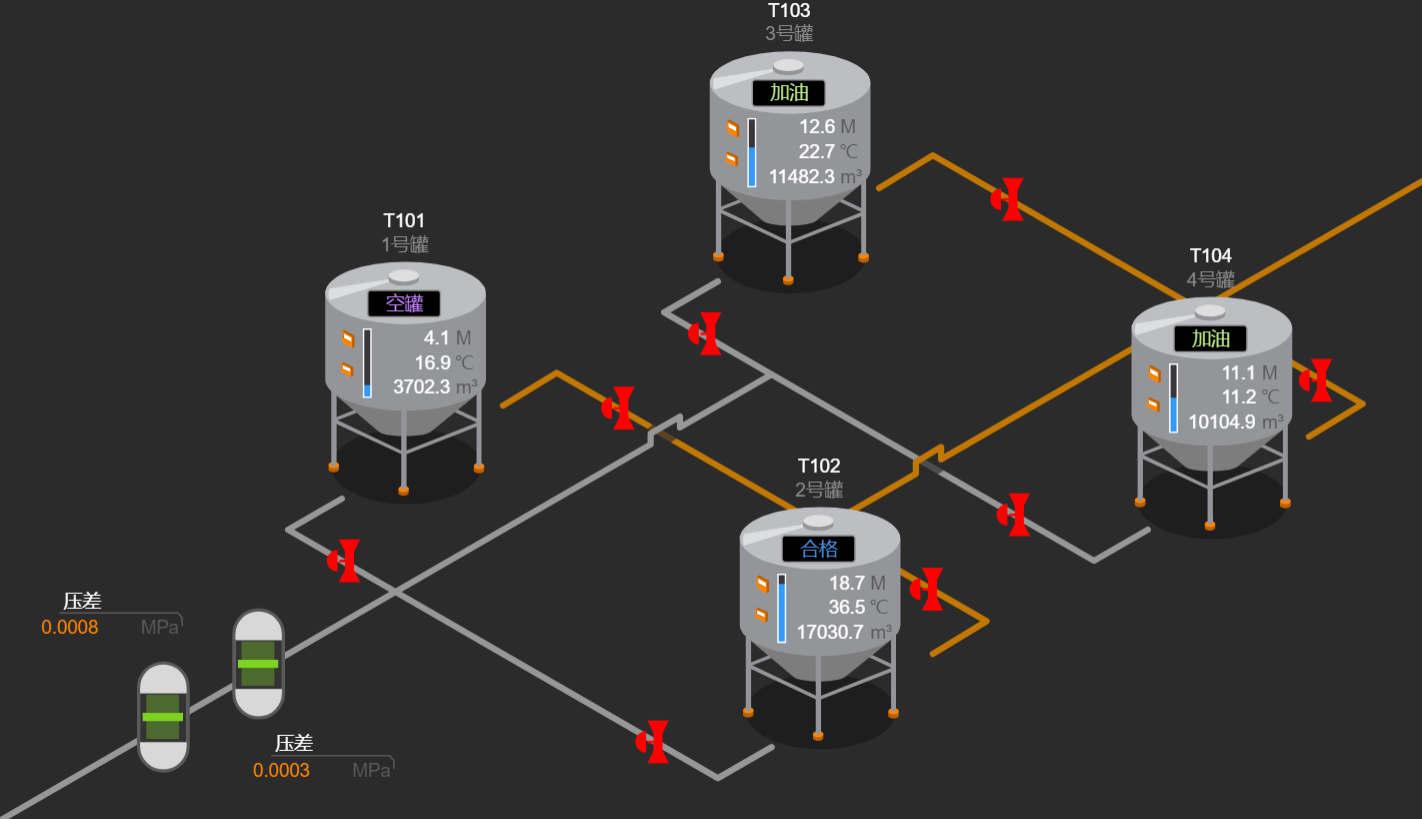 T103
3号罐
加油
12.6 M
22.7 ℃
11482.3 m³
T101
1号罐
空罐
4.1 M
16.9 ℃
3702.3 m³
T104
4号罐
加油
11.1 M
11.2 ℃
10104.9 m³
T102
2号罐
合格
18.7 M
36.5 ℃
17030.7 m³
压差
0.0008 MPa
压差
0.0003 MPa